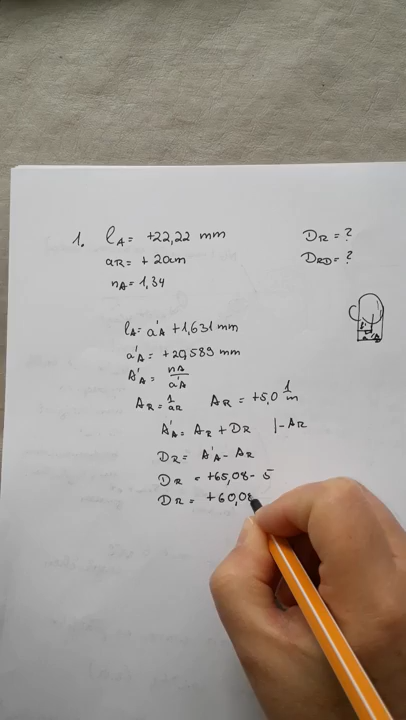 1. lA= +22,22 mm DR = ?
aR= + 20cm DRD= ?
nA= 1,34
lA= a'A +1,631 mm
a'A = +20,589 mm
A'A = nA/a'A
AR = 1/aR AR = +5,0 1/m
A'A = AR + DR |-AR
DR = A'A - AR
DR = +65,08- 5
DR = +60,08